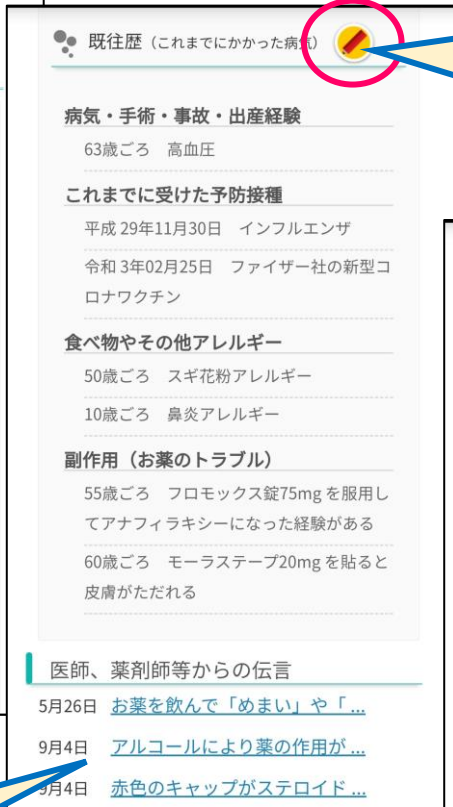 既往歴（これまでにかかった病気）
病気・手術・事故・出産経験
63歳ごろ　高血圧
これまでに受けた予防接種
平成 29年11月30日　インフルエンザ
令和 3年02月25日　ファイザー社の新型コ
ロナワクチン
食べ物やその他アレルギー
50歳ごろ　スギ花粉アレルギー
10歳ごろ　鼻炎アレルギー
副作用（お薬のトラブル）
55歳ごろ　フロモックス錠75mg を服用し
てアナフィラキシーになった経験がある
60歳ごろ　モーラステープ20mg を貼ると
皮膚がただれる
医師、薬剤師等からの伝言
5月26日　お薬を飲んで「めまい」や「 ...
9月4日　アルコールにより薬の作用が ...
9月4日　赤色のキャップがステロイド ...